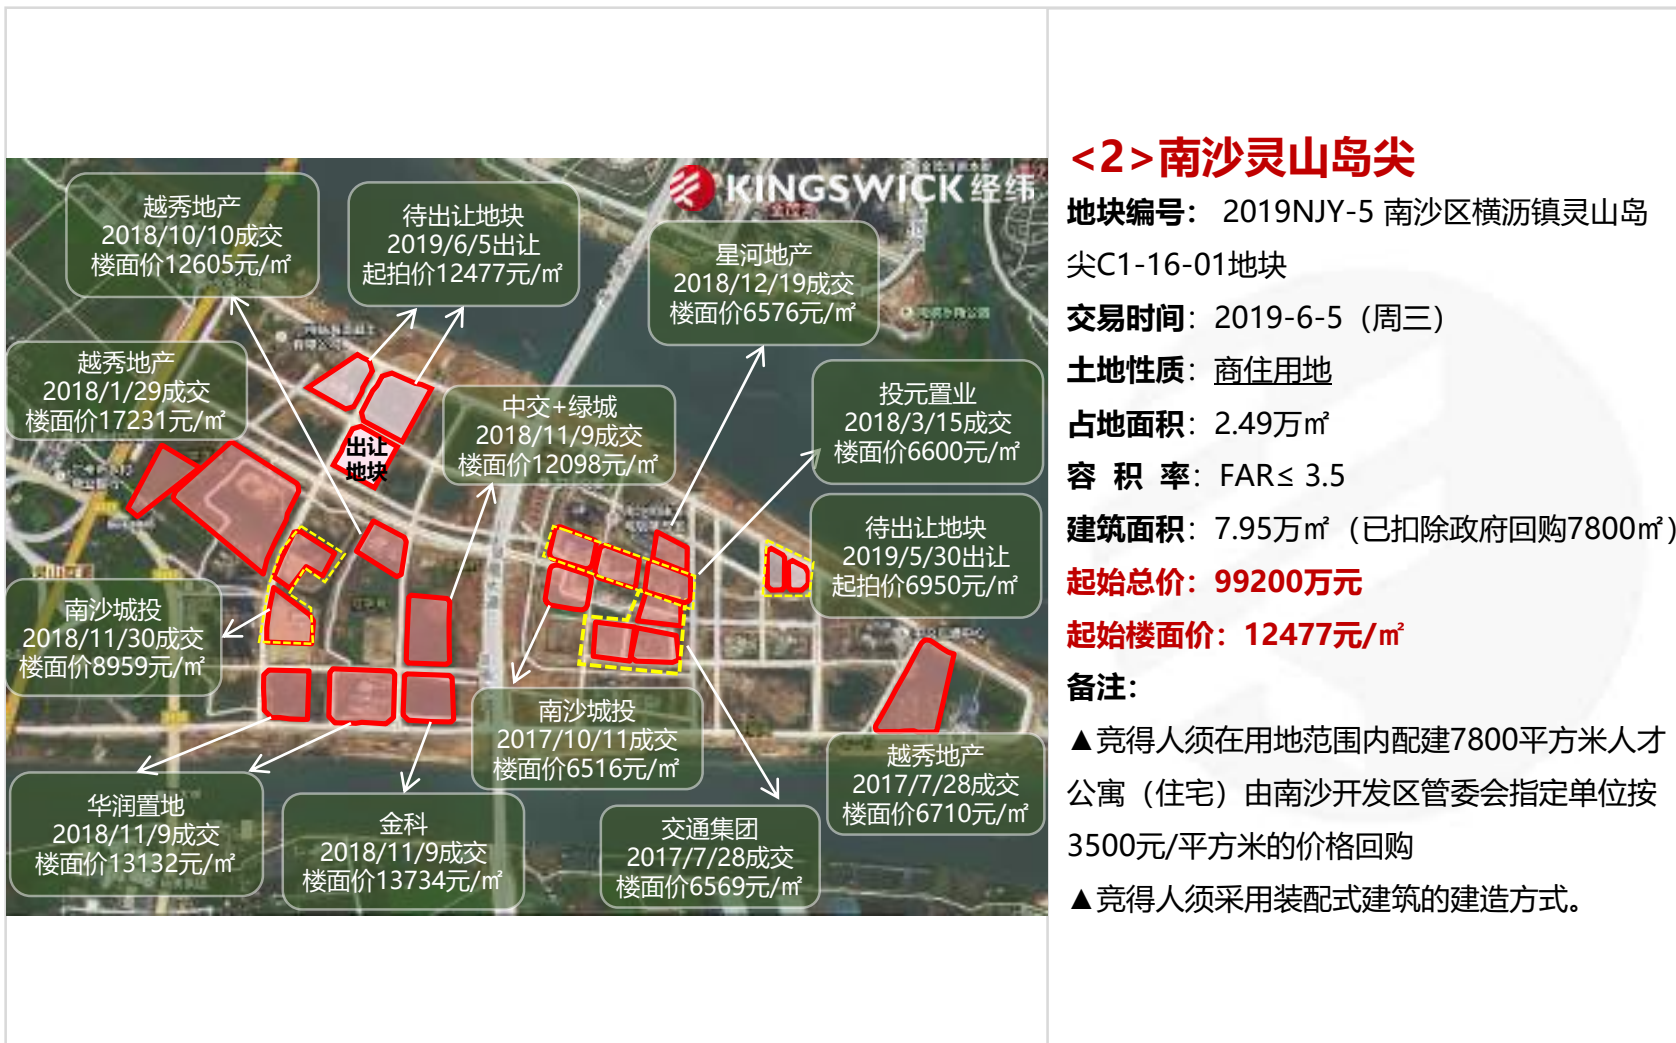 KINGSWICK 经纬
越秀地产
2018/10/10成交
楼面价12605元/㎡
待出让地块
2019/6/5出让
起拍价12477元/㎡
星河地产
2018/12/19成交
楼面价6576元/㎡
越秀地产
2018/1/29成交
楼面价17231元/㎡
中交+绿城
2018/11/9成交
楼面价12098元/㎡
投元置业
2018/3/15成交
楼面价6600元/㎡
出让
地块
待出让地块
2019/5/30出让
起拍价6950元/㎡
南沙城投
2018/11/30成交
楼面价8959元/㎡
南沙城投
2017/10/11成交
楼面价6516元/㎡
越秀地产
2017/7/28成交
楼面价6710元/㎡
华润置地
2018/11/9成交
楼面价13132元/㎡
金科
2018/11/9成交
楼面价13734元/㎡
交通集团
2017/7/28成交
楼面价6569元/㎡
<2>南沙灵山岛尖
地块编号： 2019NJY-5 南沙区横沥镇灵山岛
尖C1-16-01地块
交易时间：2019-6-5（周三）
土地性质：商住用地
占地面积：2.49万㎡
容 积 率：FAR≤ 3.5
建筑面积：7.95万㎡（已扣除政府回购7800㎡）
起始总价：99200万元
起始楼面价：12477元/㎡
备注：
▲竞得人须在用地范围内配建7800平方米人才
公寓（住宅）由南沙开发区管委会指定单位按
3500元/平方米的价格回购
▲竞得人须采用装配式建筑的建造方式。